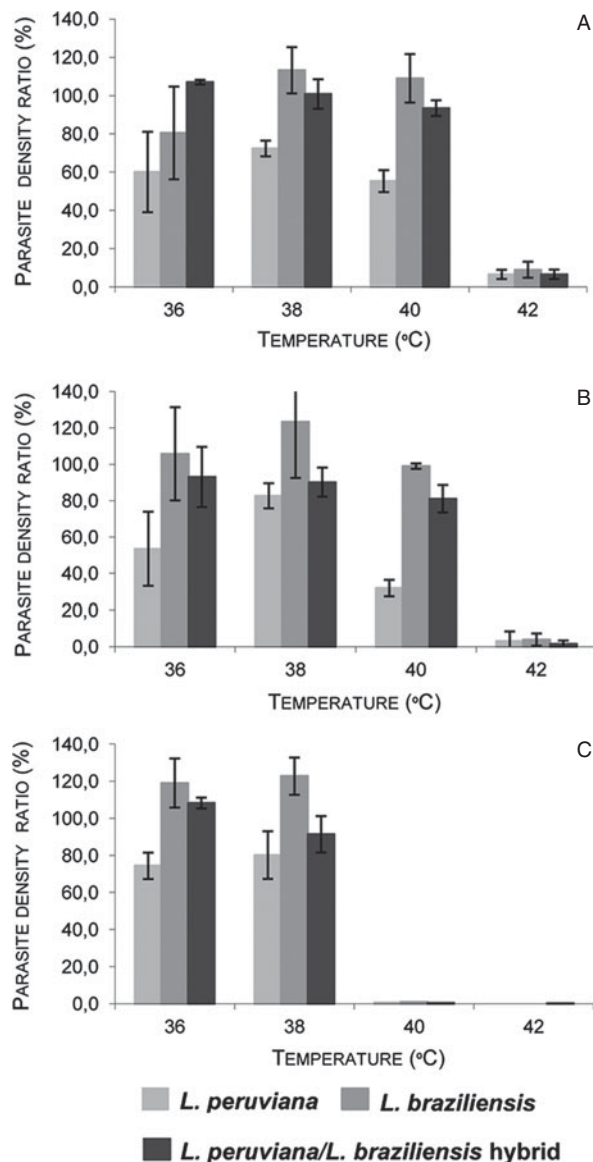 A
PARASITE DENSITY RATIO (%)
140,0
120,0
100,0
80,0
60,0
40,0
20,0
0,0
36 38 40 42
TEMPERATURE (ºC)
B
PARASITE DENSITY RATIO (%)
140,0
120,0
100,0
80,0
60,0
40,0
20,0
0,0
36 38 40 42
TEMPERATURE (ºC)
C
PARASITE DENSITY RATIO (%)
140,0
120,0
100,0
80,0
60,0
40,0
20,0
0,0
36 38 40 42
TEMPERATURE (ºC)
L. peruviana L. braziliensis
L. peruviana/L. braziliensis hybrid